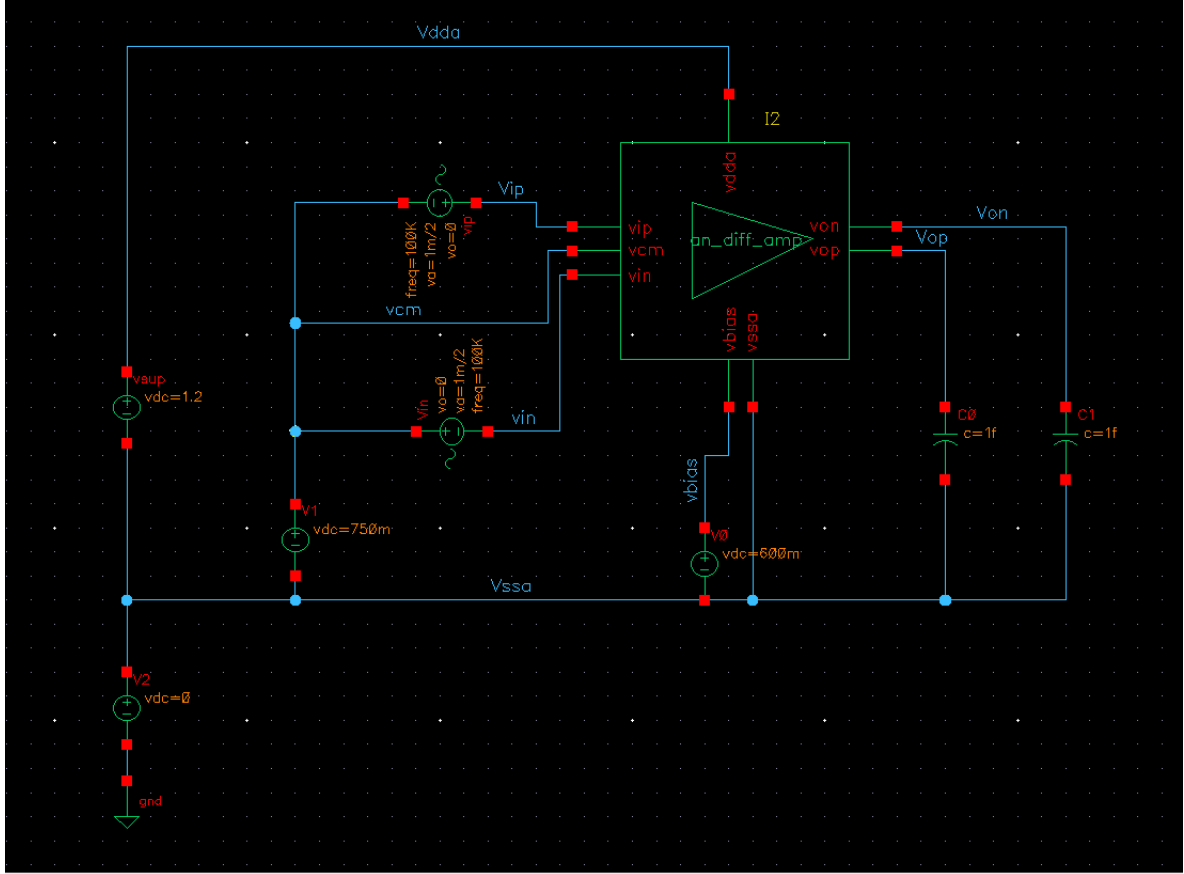 Vdda
I2
vdda
Vip
vip
freq=100K
va=1m/2
vo=0
vip
vcm
vin
an_diff_amp
von
vop
Von
Vop
vcm
vbias
vssa
vsup
vdc=1.2
Vin
vo=0
va=1m/2
freq=100K
vin
C0
c=1f
C1
c=1f
vbias
V1
vdc=750m
V0
vdc=600m
Vssa
V2
vdc=0
gnd